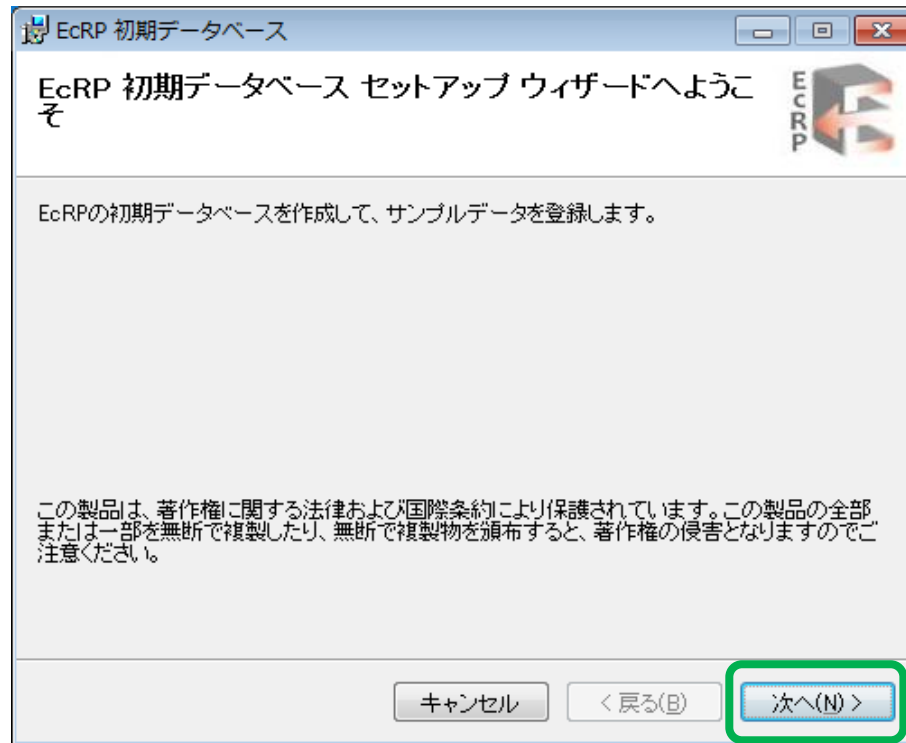 EcRP 初期データベース
EcRP 初期データベース セットアップ ウィザードへようこ
そ
E
C
R
P
EcRPの初期データベースを作成して、サンプルデータを登録します。
この製品は、著作権に関する法律および国際条約により保護されています。この製品の全部
または一部を無断で複製したり、無断で複製物を頒布すると、著作権の侵害となりますのでご
注意ください。
キャンセル
< 戻る(B)
次へ(N) >